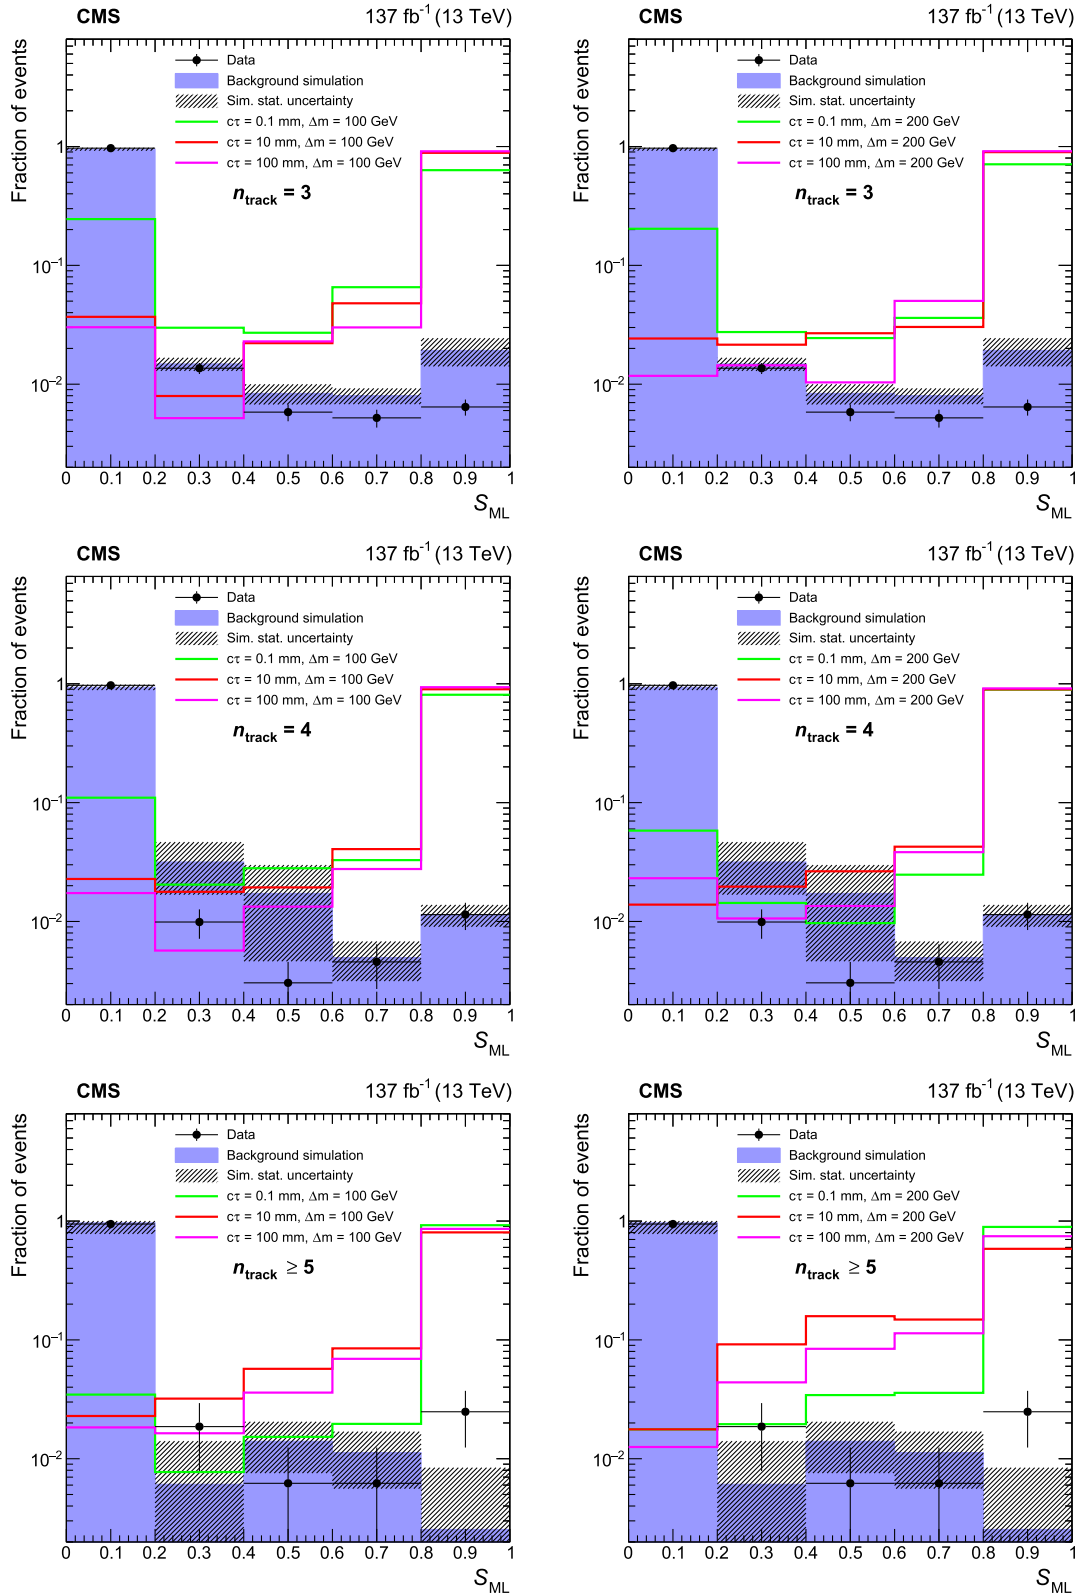 CMS 137 fb⁻¹ (13 TeV)
Fraction of events
Data
Background simulation
Sim. stat. uncertainty
cτ = 0.1 mm, Δm = 100 GeV
cτ = 10 mm, Δm = 100 GeV
cτ = 100 mm, Δm = 100 GeV
n_track = 3
1
10⁻¹
10⁻²
0 0.1 0.2 0.3 0.4 0.5 0.6 0.7 0.8 0.9 1
S_ML
CMS 137 fb⁻¹ (13 TeV)
Fraction of events
Data
Background simulation
Sim. stat. uncertainty
cτ = 0.1 mm, Δm = 200 GeV
cτ = 10 mm, Δm = 200 GeV
cτ = 100 mm, Δm = 200 GeV
n_track = 3
1
10⁻¹
10⁻²
0 0.1 0.2 0.3 0.4 0.5 0.6 0.7 0.8 0.9 1
S_ML
CMS 137 fb⁻¹ (13 TeV)
Fraction of events
Data
Background simulation
Sim. stat. uncertainty
cτ = 0.1 mm, Δm = 100 GeV
cτ = 10 mm, Δm = 100 GeV
cτ = 100 mm, Δm = 100 GeV
n_track = 4
1
10⁻¹
10⁻²
0 0.1 0.2 0.3 0.4 0.5 0.6 0.7 0.8 0.9 1
S_ML
CMS 137 fb⁻¹ (13 TeV)
Fraction of events
Data
Background simulation
Sim. stat. uncertainty
cτ = 0.1 mm, Δm = 200 GeV
cτ = 10 mm, Δm = 200 GeV
cτ = 100 mm, Δm = 200 GeV
n_track = 4
1
10⁻¹
10⁻²
0 0.1 0.2 0.3 0.4 0.5 0.6 0.7 0.8 0.9 1
S_ML
CMS 137 fb⁻¹ (13 TeV)
Fraction of events
Data
Background simulation
Sim. stat. uncertainty
cτ = 0.1 mm, Δm = 100 GeV
cτ = 10 mm, Δm = 100 GeV
cτ = 100 mm, Δm = 100 GeV
n_track ≥ 5
1
10⁻¹
10⁻²
0 0.1 0.2 0.3 0.4 0.5 0.6 0.7 0.8 0.9 1
S_ML
CMS 137 fb⁻¹ (13 TeV)
Fraction of events
Data
Background simulation
Sim. stat. uncertainty
cτ = 0.1 mm, Δm = 200 GeV
cτ = 10 mm, Δm = 200 GeV
cτ = 100 mm, Δm = 200 GeV
n_track ≥ 5
1
10⁻¹
10⁻²
0 0.1 0.2 0.3 0.4 0.5 0.6 0.7 0.8 0.9 1
S_ML